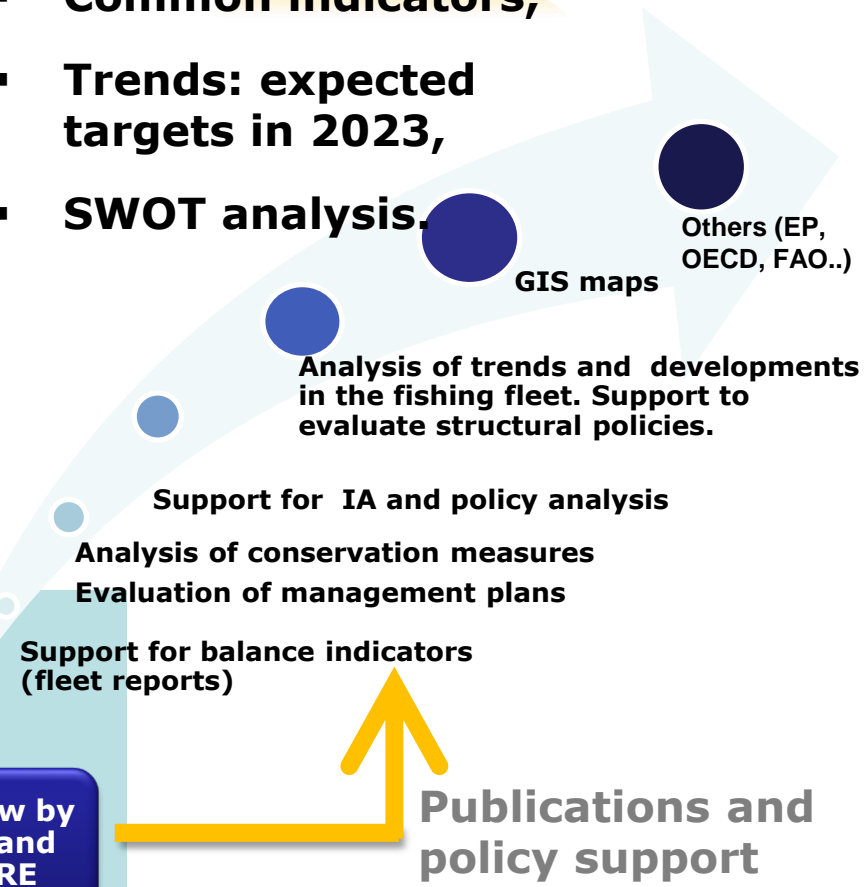 Common indicators,
▪ Trends: expected
targets in 2023,
▪ SWOT analysis.
Others (EP,
OECD, FAO..)
GIS maps
Analysis of trends and developments
in the fishing fleet. Support to
evaluate structural policies.
Support for IA and policy analysis
Analysis of conservation measures
Evaluation of management plans
Support for balance indicators
(fleet reports)
by
and
Publications and
policy support